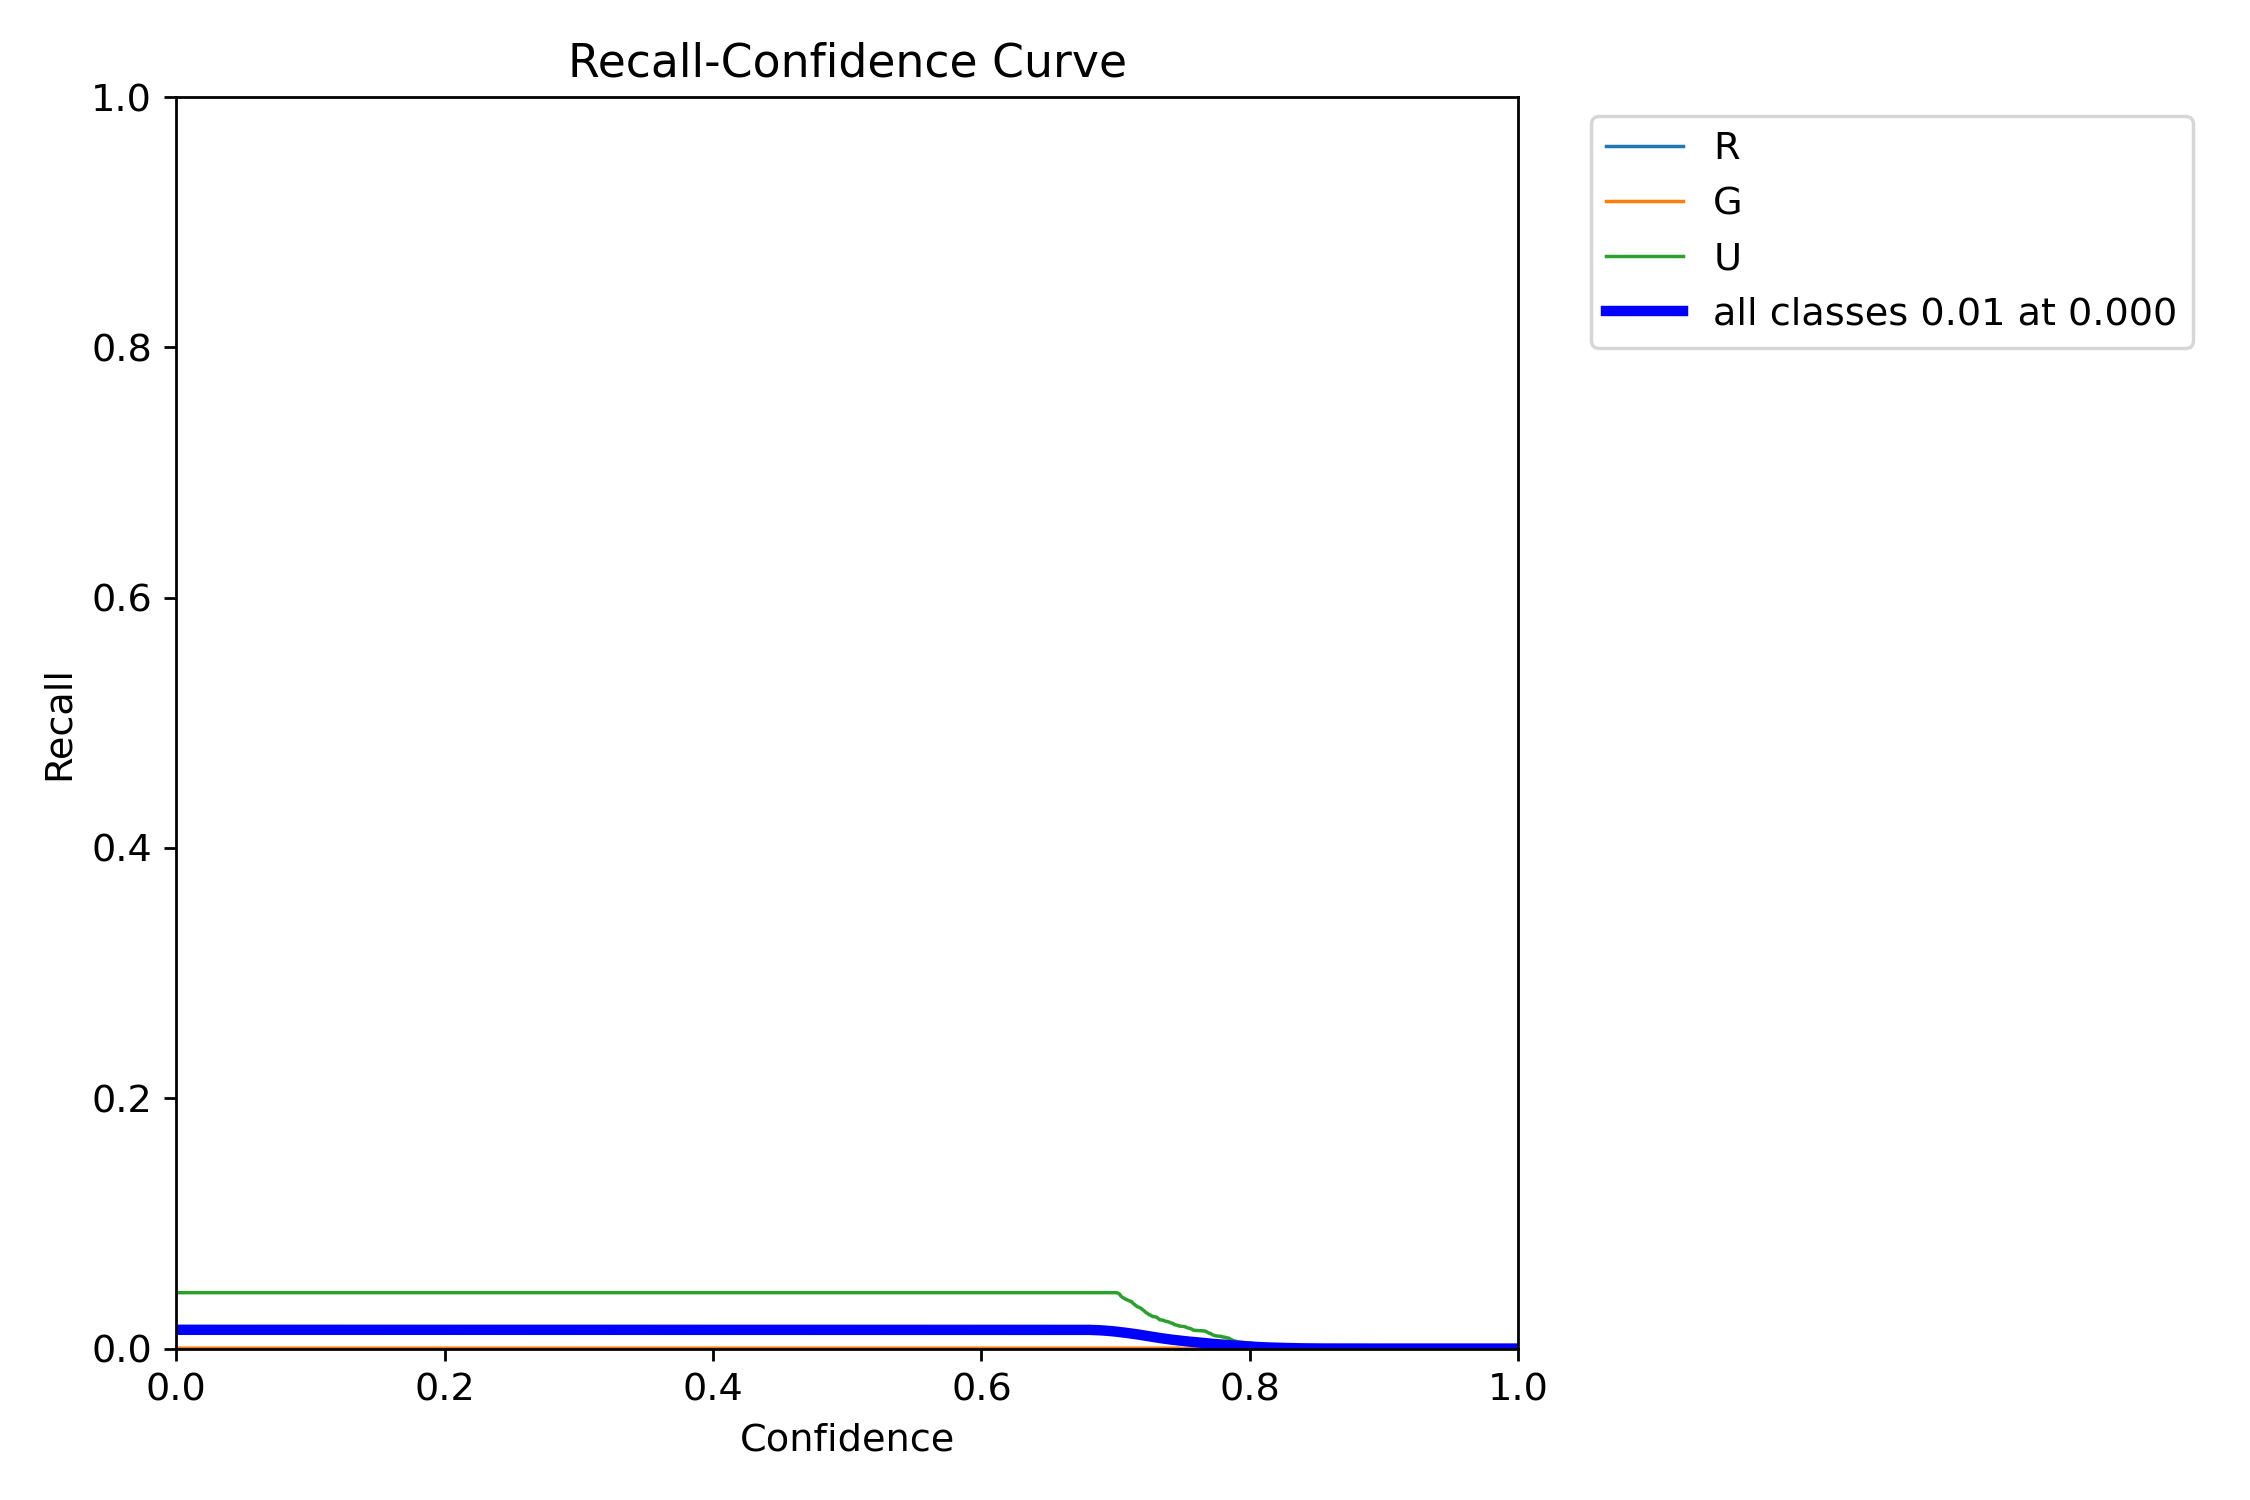 Recall-Confidence Curve
1.0
0.8
0.6
0.4
0.2
0.0
Recall
0.0 0.2 0.4 0.6 0.8 1.0
Confidence
R
G
U
all classes 0.01 at 0.000